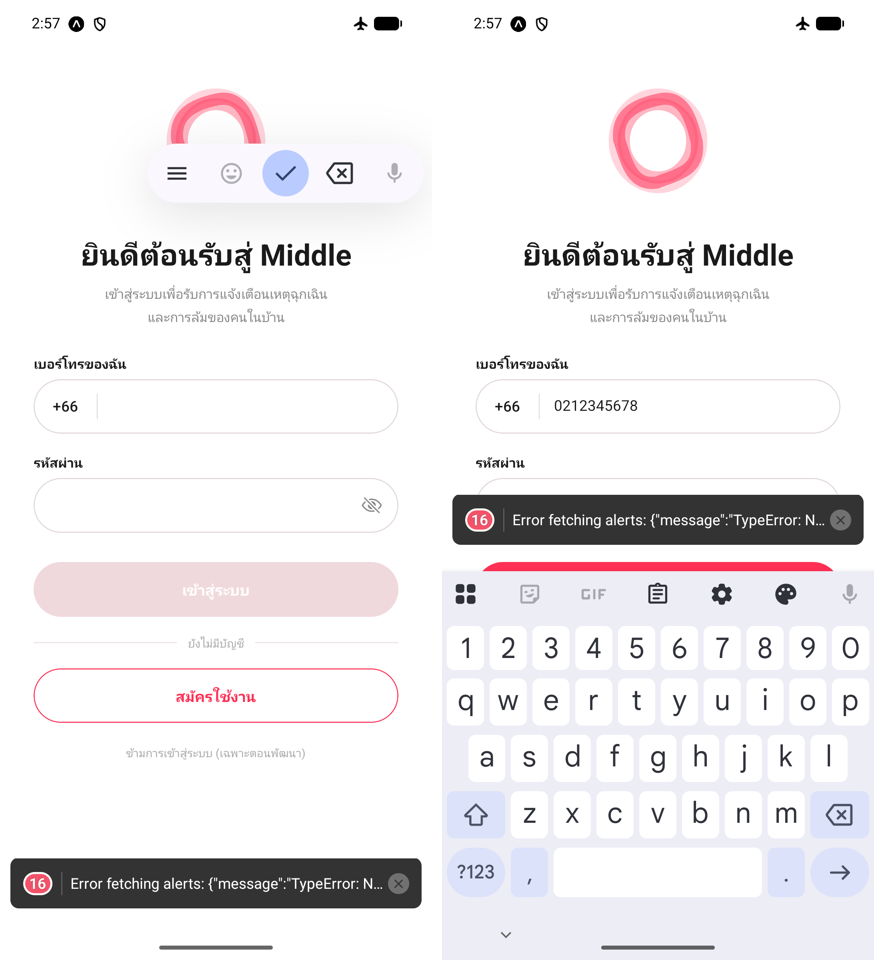 2:57
ยินดีต้อนรับสู่ Middle
เข้าสู่ระบบเพื่อรับการแจ้งเตือนเหตุฉุกเฉิน
และการล้มของคนในบ้าน
เบอร์โทรของฉัน
+66
รหัสผ่าน
เข้าสู่ระบบ
ยังไม่มีบัญชี
สมัครใช้งาน
ข้ามการเข้าสู่ระบบ (เฉพาะตอนพัฒนา)
16 Error fetching alerts: {"message":"TypeError: N...
2:57
ยินดีต้อนรับสู่ Middle
เข้าสู่ระบบเพื่อรับการแจ้งเตือนเหตุฉุกเฉิน
และการล้มของคนในบ้าน
เบอร์โทรของฉัน
+66 0212345678
รหัสผ่าน
16 Error fetching alerts: {"message":"TypeError: N...
GIF
1 2 3 4 5 6 7 8 9 0
q w e r t y u i o p
a s d f g h j k l
z x c v b n m
?123 , .